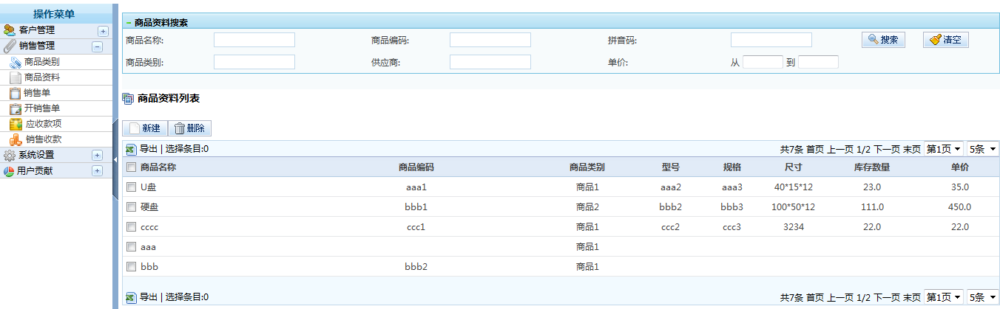 操作菜单
客户管理
销售管理
商品类别
商品资料
销售单
开销售单
应收款项
销售收款
系统设置
用户贡献
商品资料搜索
商品名称: 商品编码: 拼音码: 搜索 清空
商品类别: 供应商: 单价: 从 到
商品资料列表
新建 删除
导出 | 选择条目:0 共7条 首页 上一页 1/2 下一页 末页 第1页 5条
商品名称 商品编码 商品类别 型号 规格 尺寸 库存数量 单价
U盘 aaa1 商品1 aaa2 aaa3 40*15*12 23.0 35.0
硬盘 bbb1 商品2 bbb2 bbb3 100*50*12 111.0 450.0
cccc ccc1 商品1 ccc2 ccc3 3234 22.0 22.0
aaa 商品1
bbb bbb2 商品1
导出 | 选择条目:0 共7条 首页 上一页 1/2 下一页 末页 第1页 5条